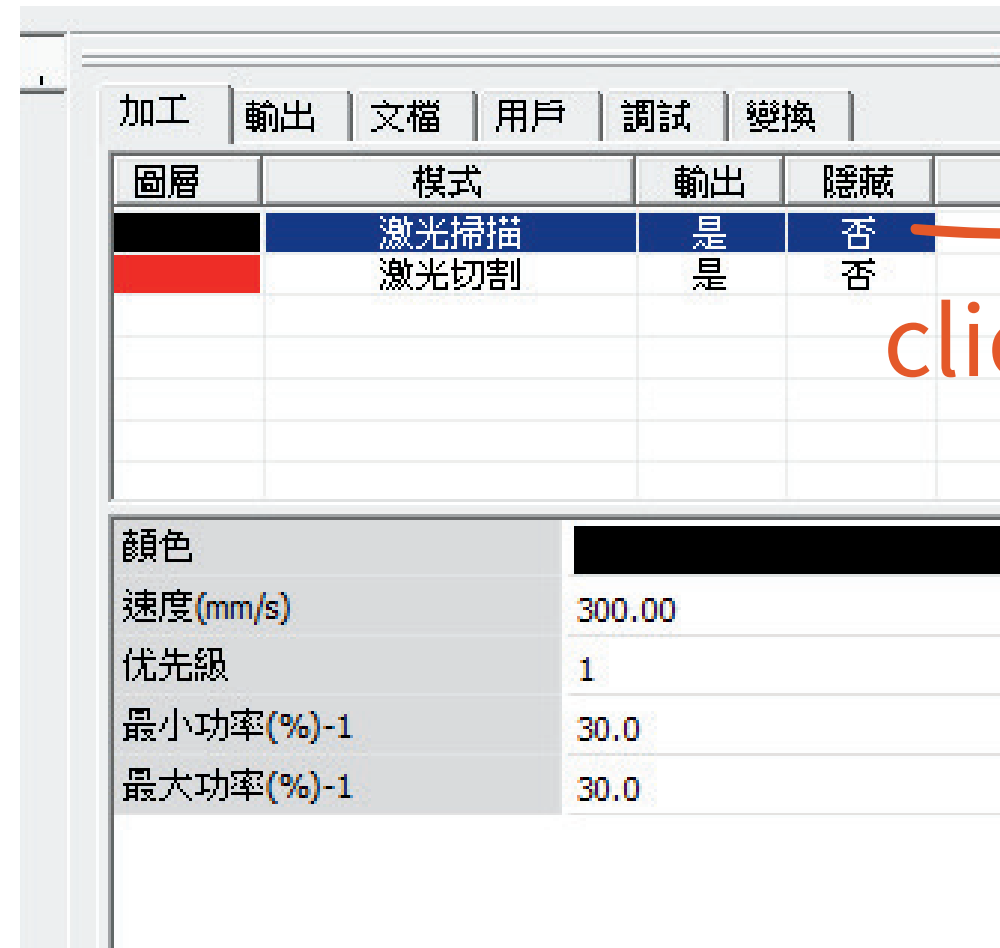 加工 輸出 文檔 用戶 調試 變換
圖層 模式 輸出 隱藏
激光掃描 是 否
激光切割 是 否
clic
顏色
速度(mm/s) 300.00
优先級 1
最小功率(%)-1 30.0
最大功率(%)-1 30.0